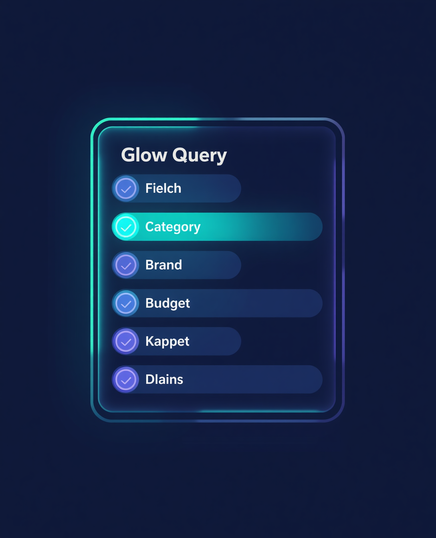 Glow Query
Fielch
Category
Brand
Budget
Kappet
Dlains